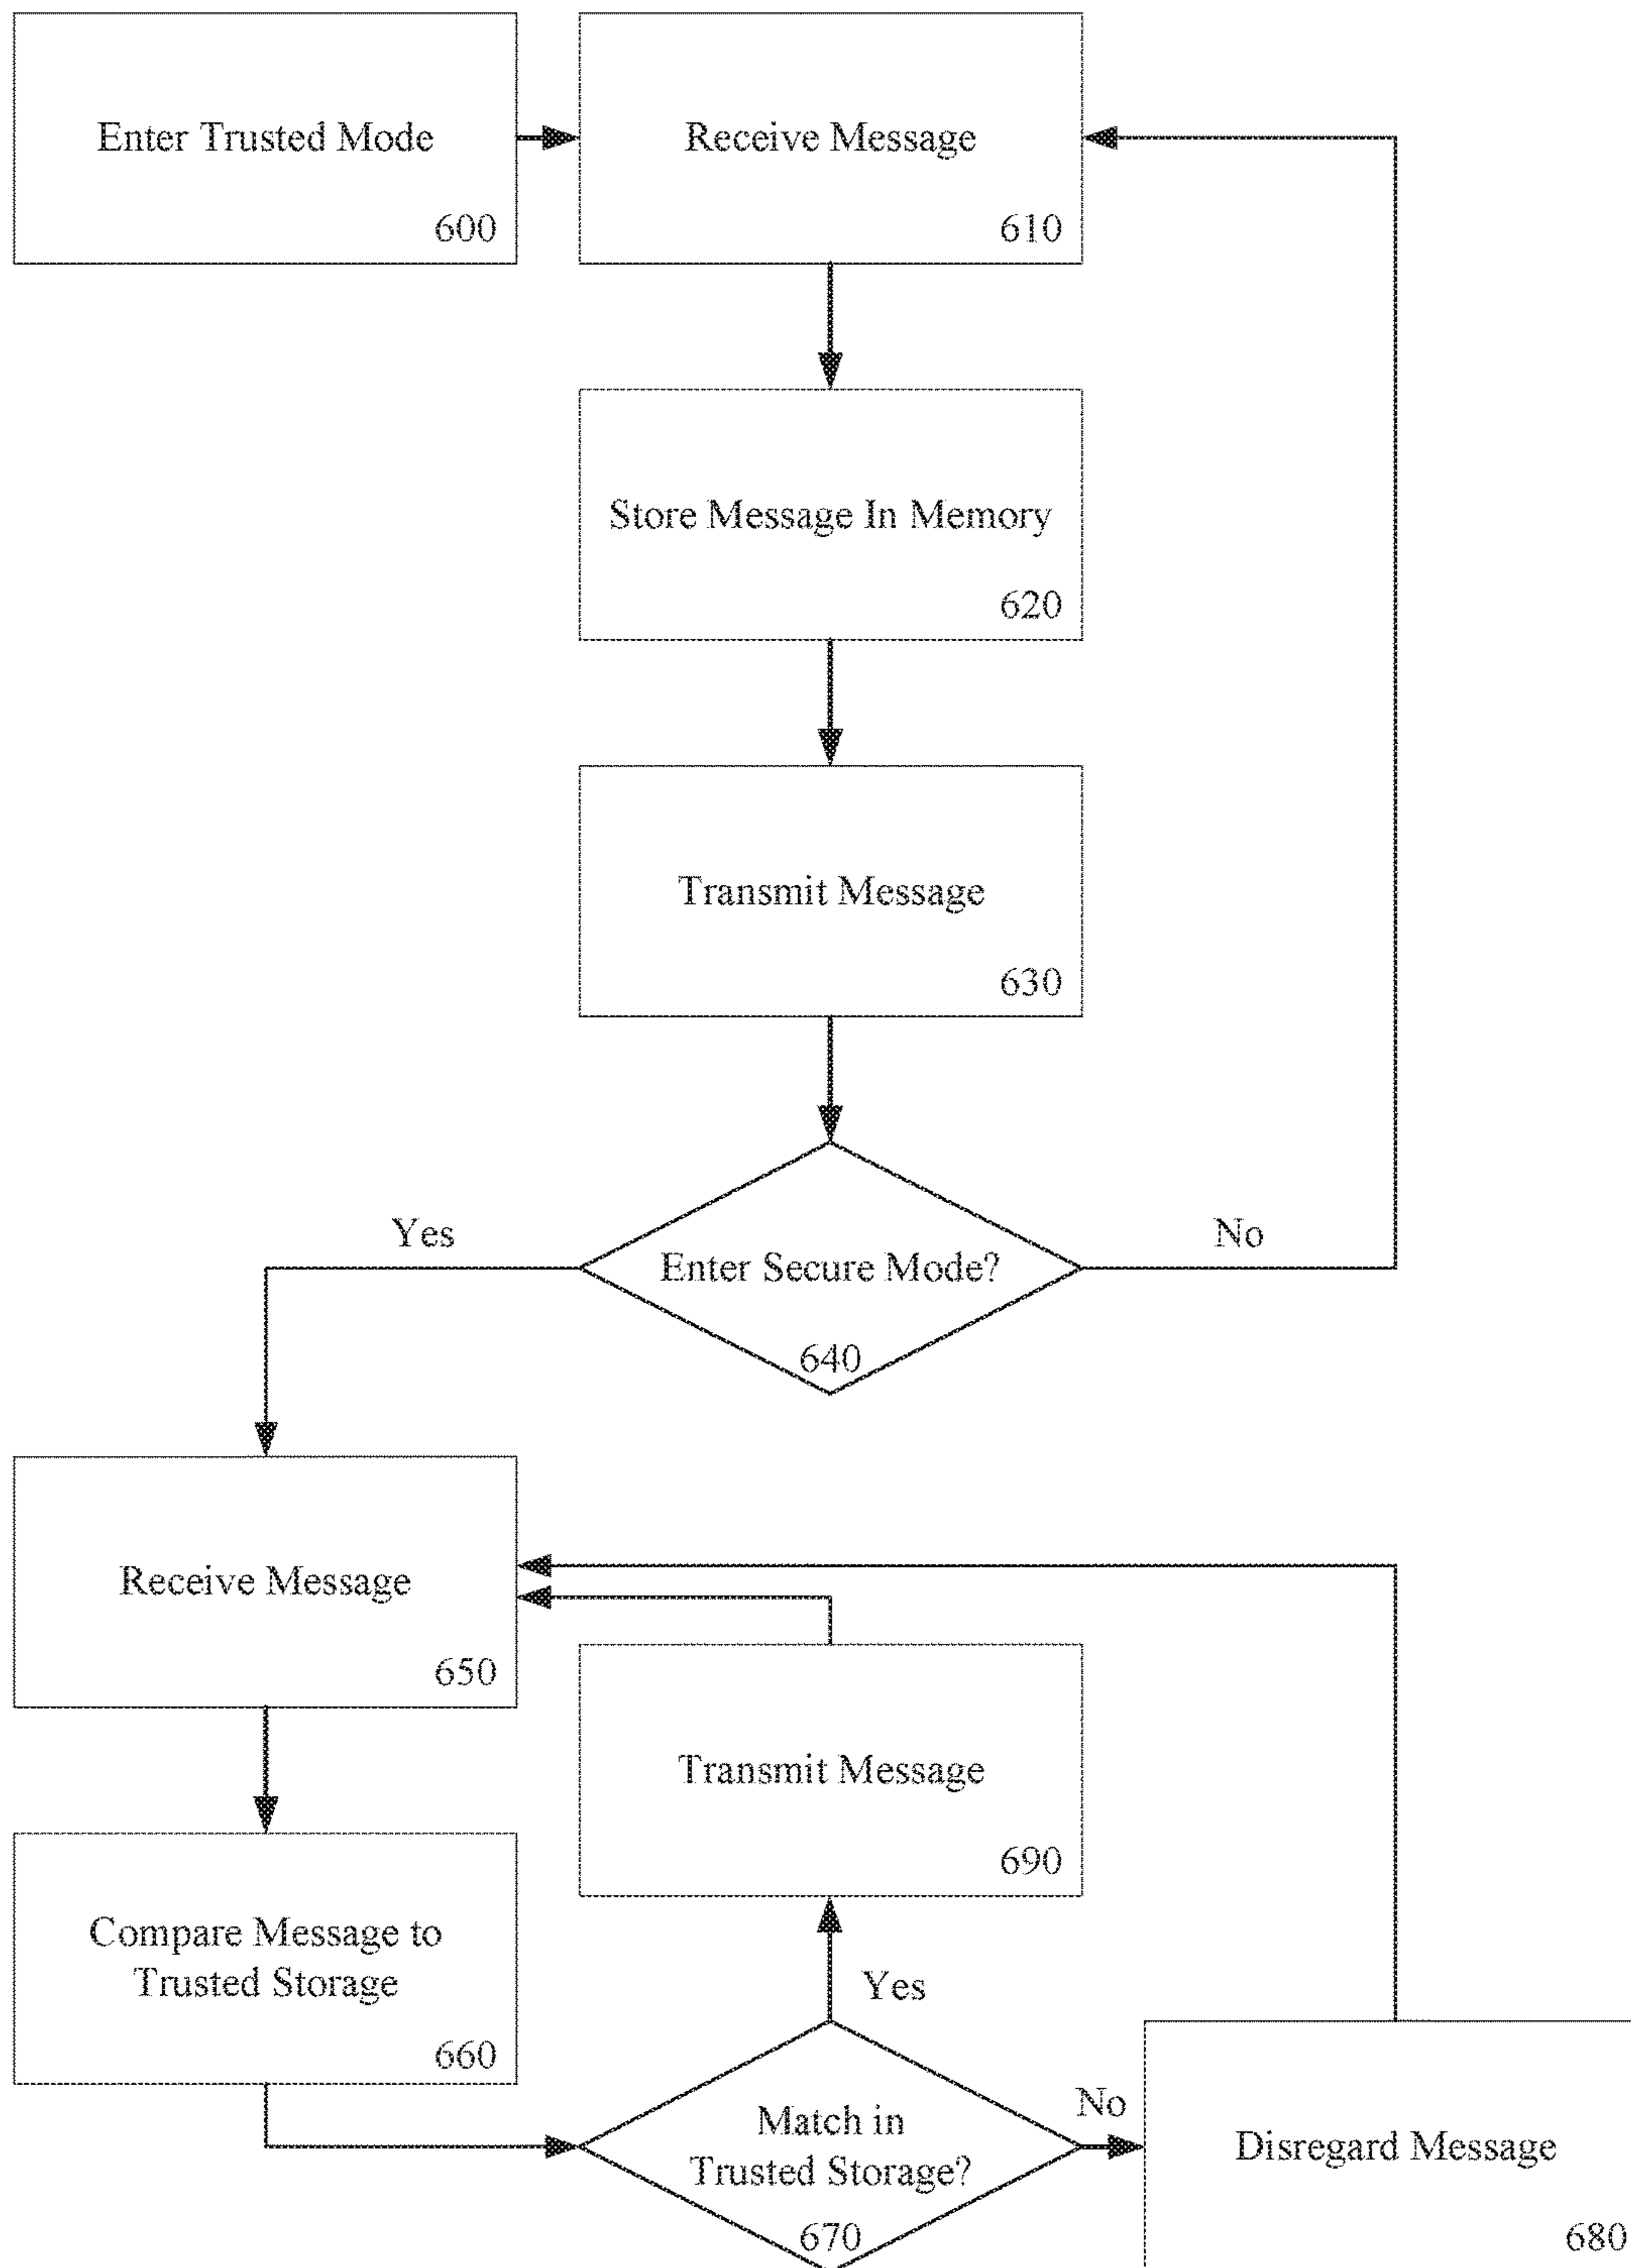 Enter Trusted Mode
600
Receive Message
610
Store Message In Memory
620
Transmit Message
630
Enter Secure Mode?
640
Yes
No
Receive Message
650
Compare Message to
Trusted Storage
660
Match in
Trusted Storage?
670
Yes
Transmit Message
690
No
Disregard Message
680